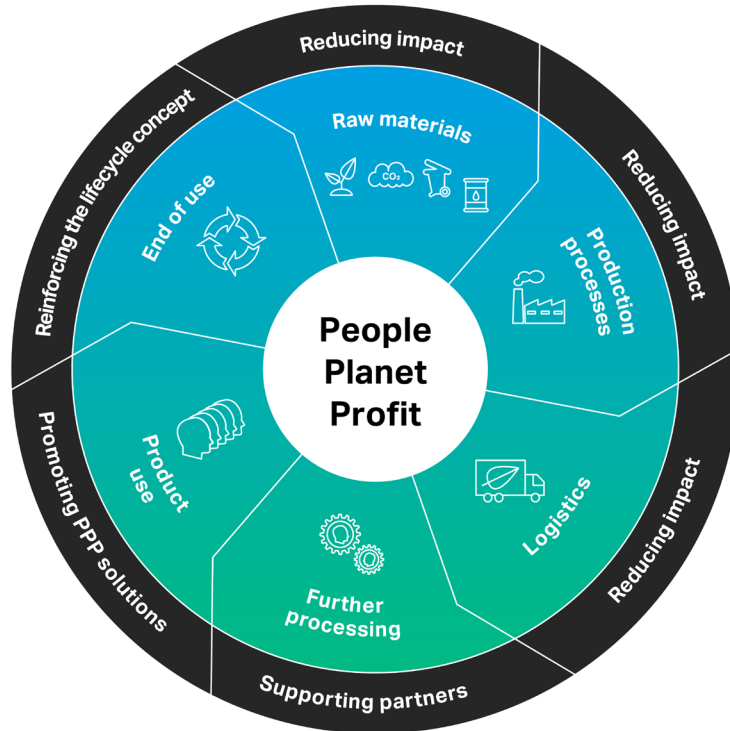 Reducing impact
Raw materials
CO₂
Reducing impact
Production
processes
Reducing impact
Logistics
Supporting partners
Further
processing
Promoting PPP solutions
Product
use
Reinforcing the lifecycle concept
End of use
People
Planet
Profit